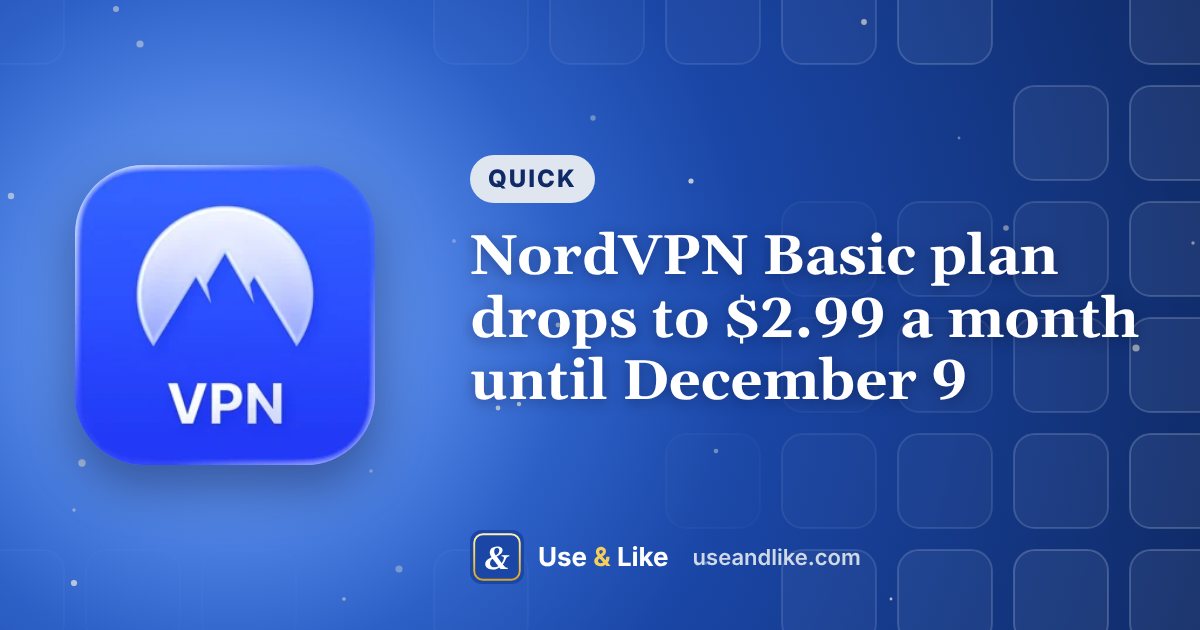 VPN
QUICK
NordVPN Basic plan
drops to $2.99 a month
until December 9
& Use & Like useandlike.com